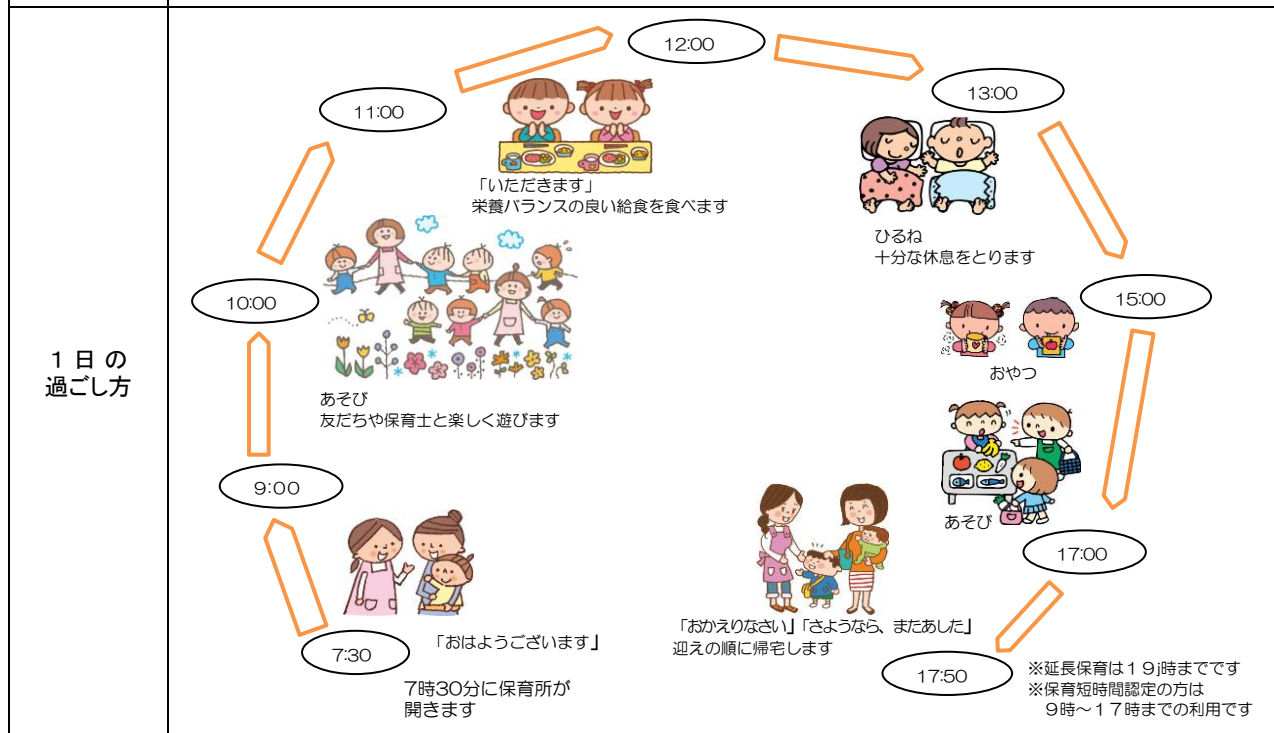 1日の
過ごし方
7:30
「おはようございます」
7時30分に保育所が
開きます
9:00
10:00
あそび
友だちや保育士と楽しく遊びます
11:00
「いただきます」
栄養バランスの良い給食を食べます
12:00
13:00
ひるね
十分な休息をとります
15:00
おやつ
あそび
17:00
「おかえりなさい」「さようなら、またあした」
迎えの順に帰宅します
17:50
※延長保育は19j時までです
※保育短時間認定の方は
9時～17時までの利用です